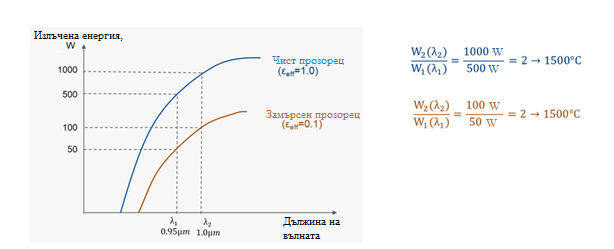 Излъчена енергия,
W
1000
500
100
50
Чист прозорец
(εeff=1.0)
Замърсен прозорец
(εeff=0.1)
λ1
0.95μm
λ2
1.0μm
Дължина на
вълната
W2(λ2)/W1(λ1) = 1000 W/500 W = 2 → 1500°C
W2(λ2)/W1(λ1) = 100 W/50 W = 2 → 1500°C